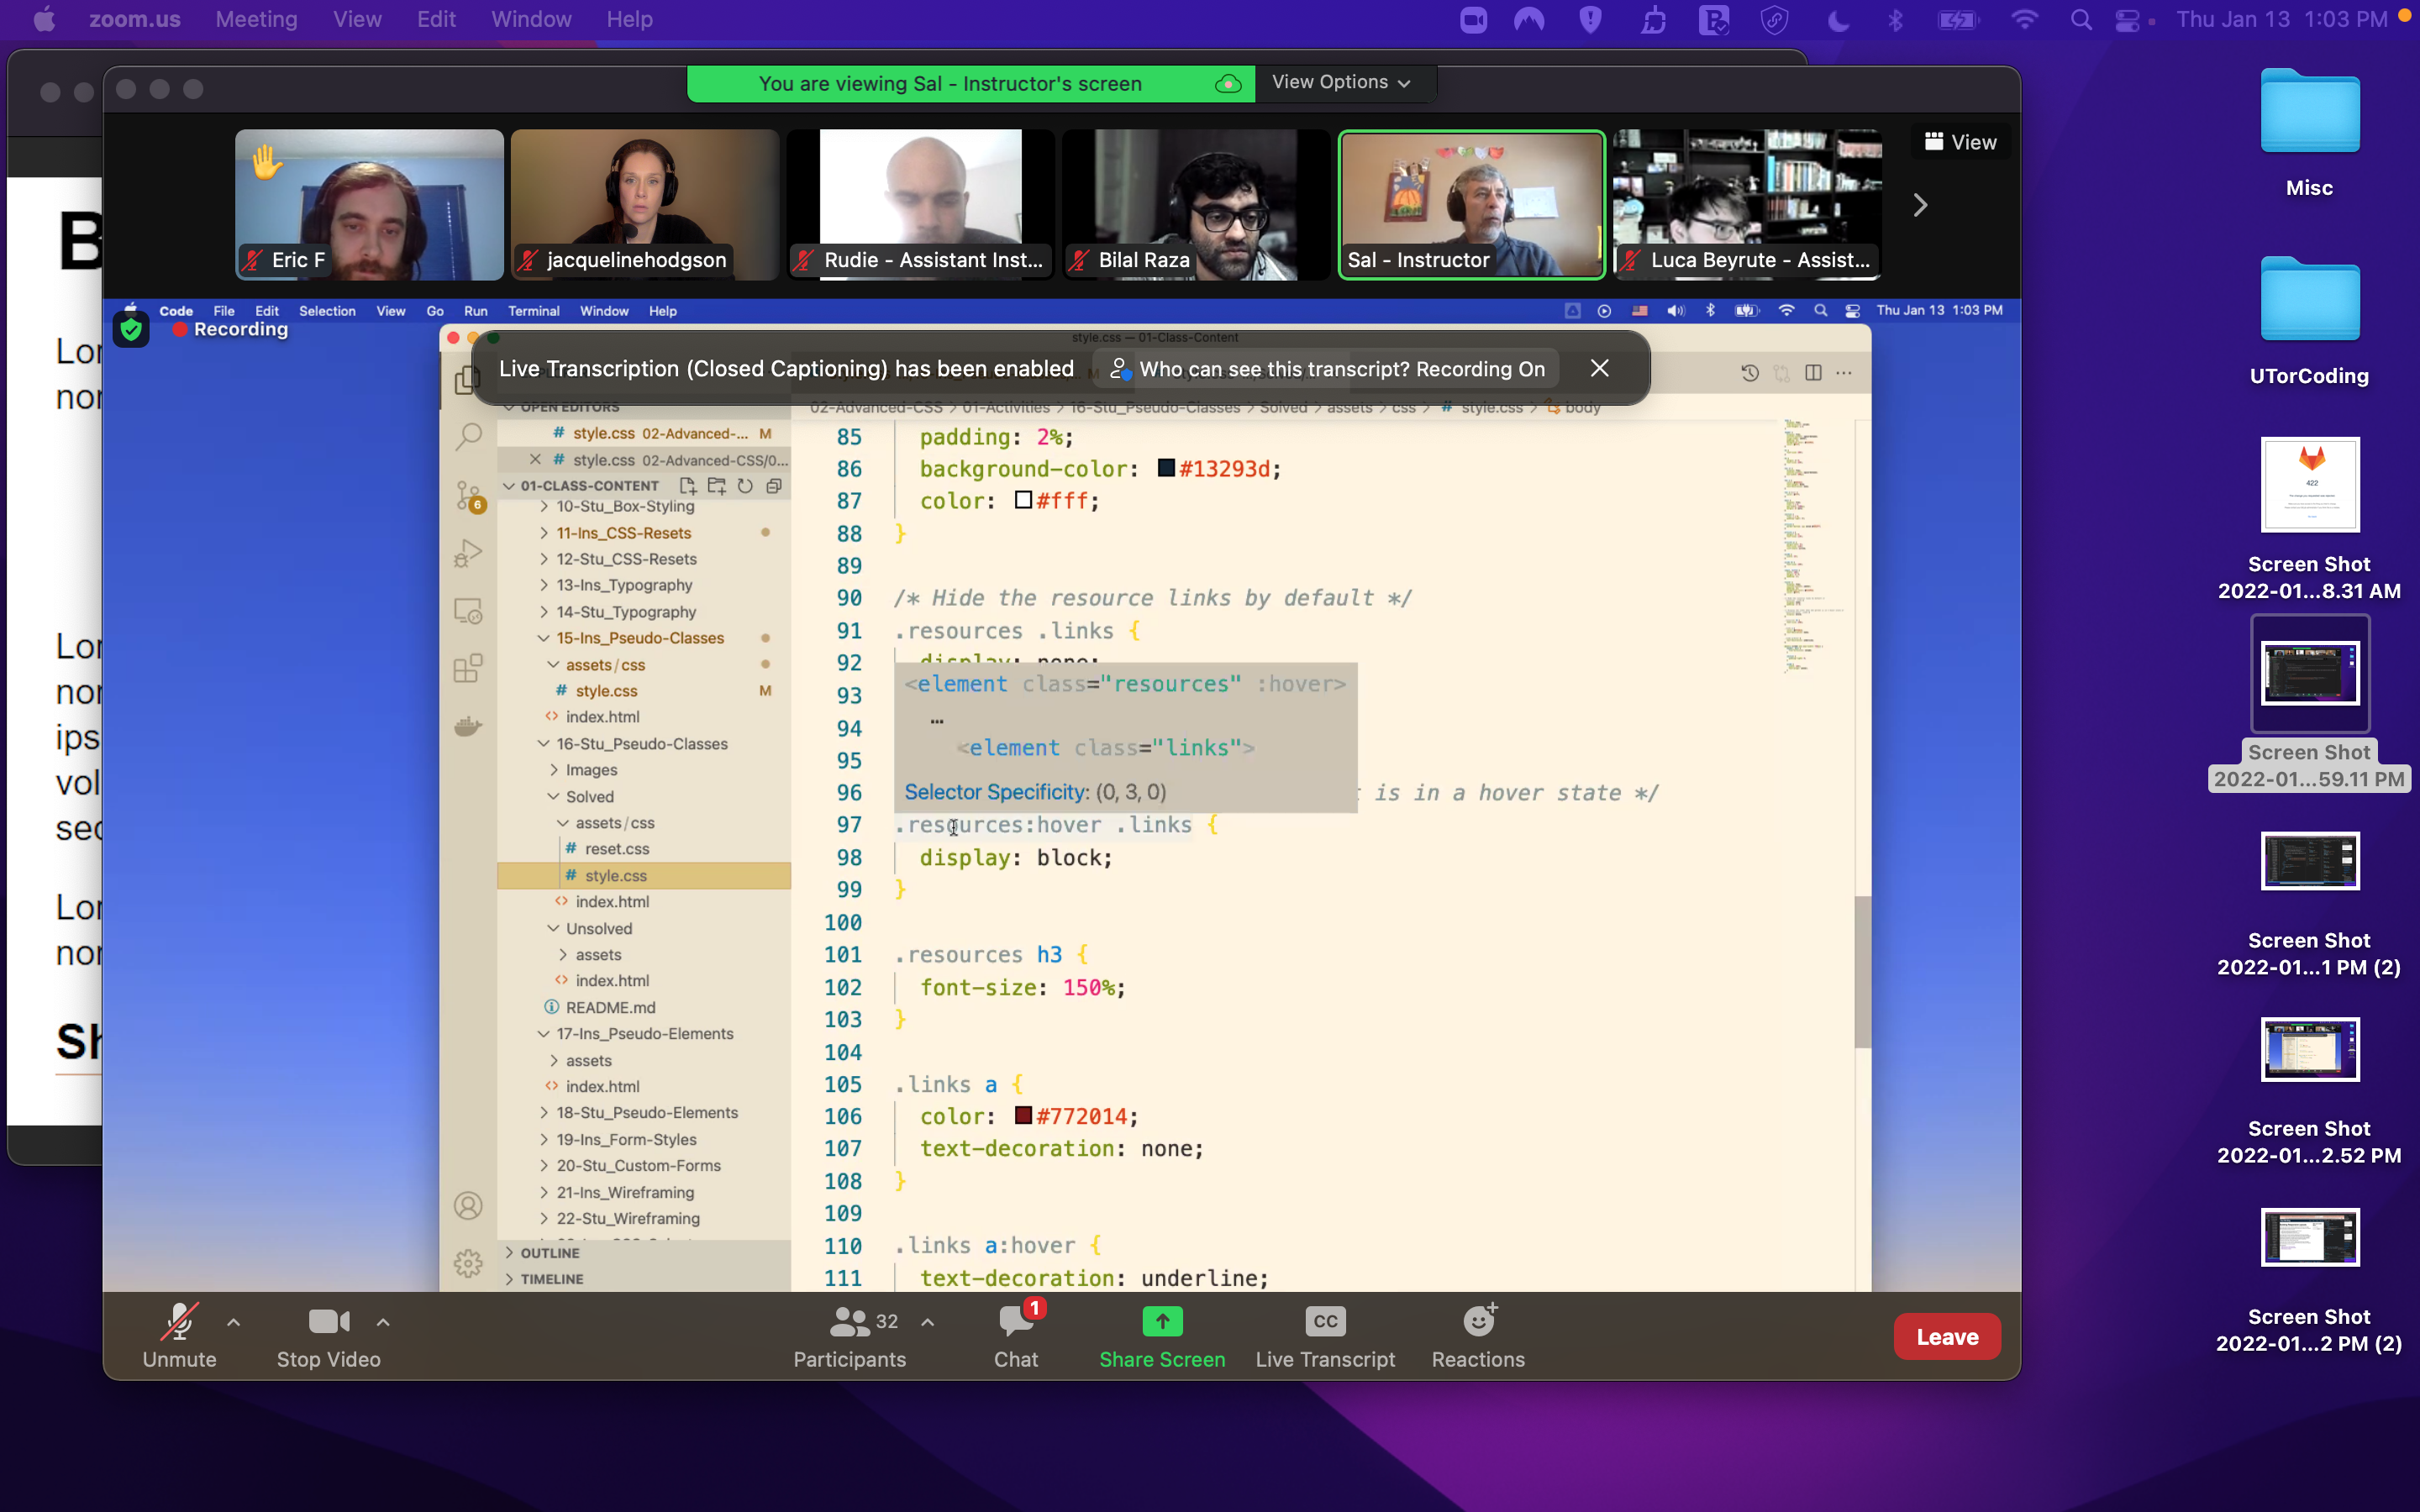 zoom.us Meeting View Edit Window Help
Thu Jan 13 1:03 PM
You are viewing Sal - Instructor's screen
View Options
View
Eric F
jacquelinehodgson
Rudie - Assistant Inst...
Bilal Raza
Sal - Instructor
Luca Beyrute - Assist...
Code File Edit Selection View Go Run Terminal Window Help
Thu Jan 13 1:03 PM
Recording
style.css — 01-Class-Content
Live Transcription (Closed Captioning) has been enabled
Who can see this transcript? Recording On
OPEN EDITORS
style.css 02-Advanced-... M
style.css 02-Advanced-CSS/0...
01-CLASS-CONTENT
6
10-Stu_Box-Styling
11-Ins_CSS-Resets
12-Stu_CSS-Resets
13-Ins_Typography
14-Stu_Typography
15-Ins_Pseudo-Classes
assets/css
style.css M
index.html
16-Stu_Pseudo-Classes
Images
Solved
assets/css
reset.css
style.css
index.html
Unsolved
assets
index.html
README.md
17-Ins_Pseudo-Elements
assets
index.html
18-Stu_Pseudo-Elements
19-Ins_Form-Styles
20-Stu_Custom-Forms
21-Ins_Wireframing
22-Stu_Wireframing
OUTLINE
TIMELINE
02-Advanced-CSS > 01-Activities > 16-Stu_Pseudo-Classes > Solved > assets > css > # style.css > body
85 padding: 2%;
86 background-color: #13293d;
87 color: #fff;
88 }
89
90 /* Hide the resource links by default */
91 .resources .links {
92 display: none;
93
94
95
96 is in a hover state */
<element class="resources" :hover>
…
<element class="links">
Selector Specificity: (0, 3, 0)
97 .resources:hover .links {
98 display: block;
99 }
100
101 .resources h3 {
102 font-size: 150%;
103 }
104
105 .links a {
106 color: #772014;
107 text-decoration: none;
108 }
109
110 .links a:hover {
111 text-decoration: underline;
Unmute
Stop Video
32
Participants
1
Chat
Share Screen
CC
Live Transcript
Reactions
Leave
Misc
UTorCoding
422
Screen Shot
2022-01...8.31 AM
Screen Shot
2022-01...59.11 PM
Screen Shot
2022-01...1 PM (2)
Screen Shot
2022-01...2.52 PM
Screen Shot
2022-01...2 PM (2)